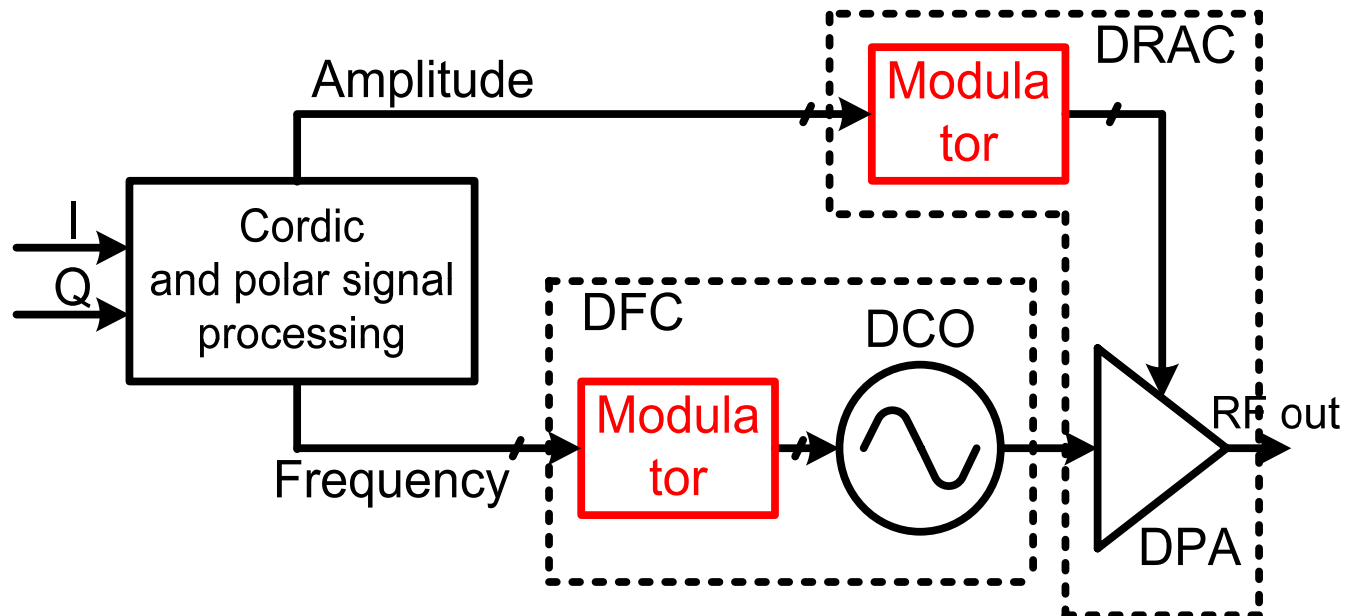 DRAC
Amplitude
Modula
tor
I
Q
Cordic
and polar signal
processing
DFC
DCO
Modula
tor
Frequency
RF out
DPA